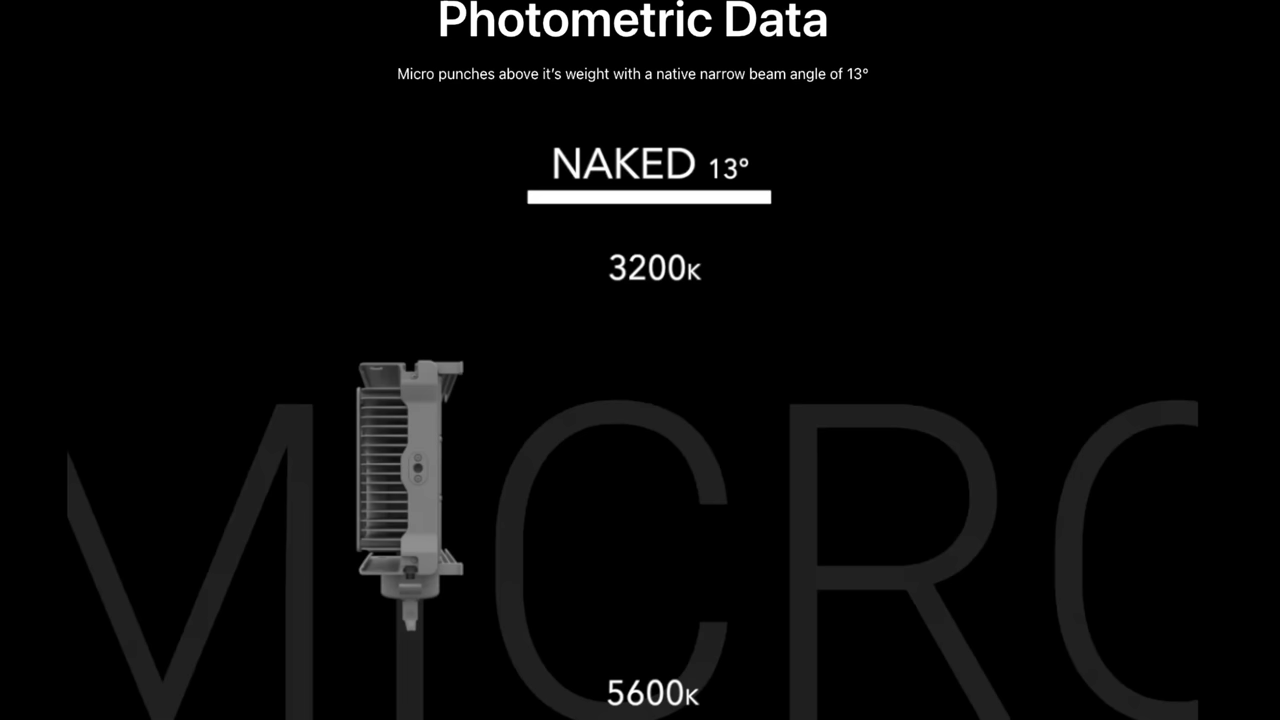 Photometric Data
Micro punches above it’s weight with a native narrow beam angle of 13°
NAKED 13°
3200K
MICRO
5600K